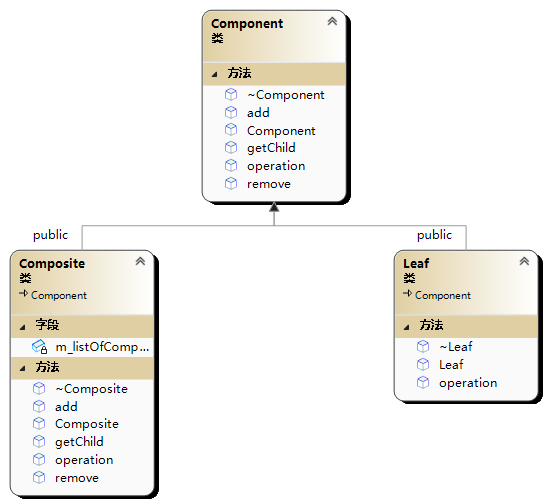 Component
类
方法
~Component
add
Component
getChild
operation
remove
public
public
Composite
类
Component
字段
m_listOfComp...
方法
~Composite
add
Composite
getChild
operation
remove
Leaf
类
Component
方法
~Leaf
Leaf
operation